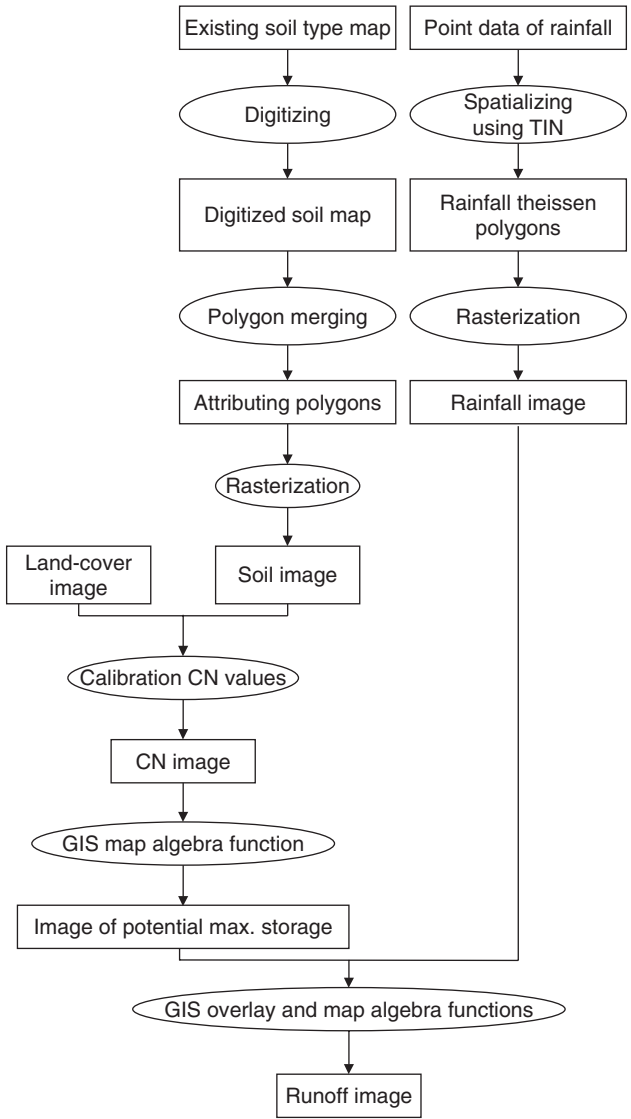 Existing soil type map
Point data of rainfall
Digitizing
Spatializing
using TIN
Digitized soil map
Rainfall theissen
polygons
Polygon merging
Rasterization
Attributing polygons
Rainfall image
Rasterization
Land-cover
image
Soil image
Calibration CN values
CN image
GIS map algebra function
Image of potential max. storage
GIS overlay and map algebra functions
Runoff image